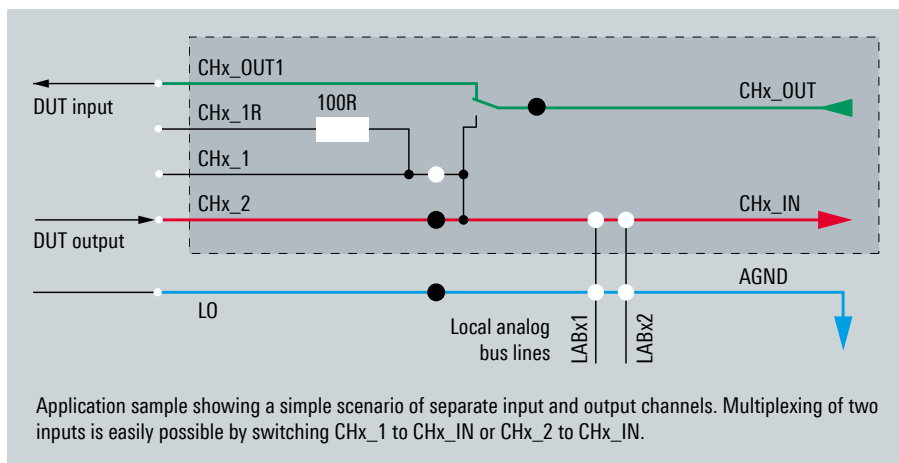 CHx_OUT1
CHx_OUT
DUT input
CHx_1R
100R
CHx_1
CHx_2
CHx_IN
DUT output
AGND
LO
Local analog
bus lines
LABx1
LABx2
Application sample showing a simple scenario of separate input and output channels. Multiplexing of two
inputs is easily possible by switching CHx_1 to CHx_IN or CHx_2 to CHx_IN.